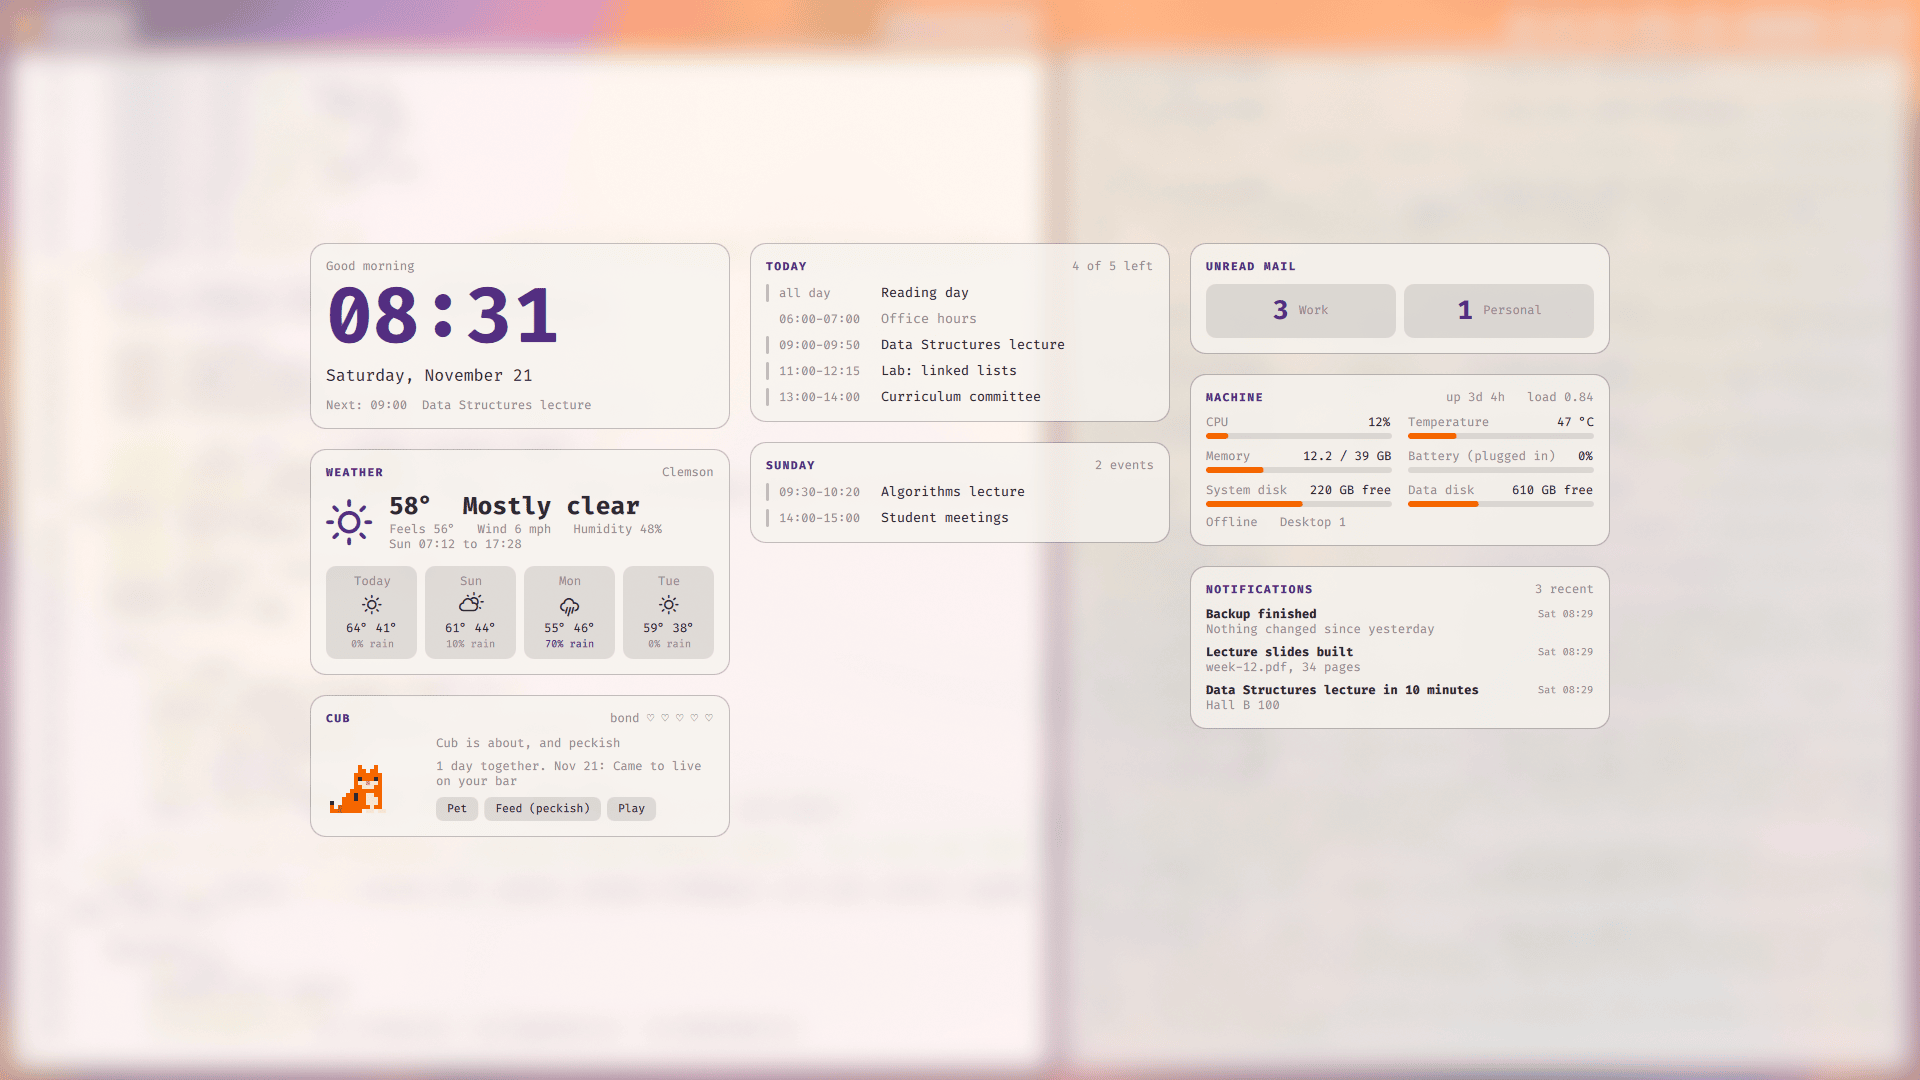 Good morning
08:31
Saturday, November 21
Next: 09:00 Data Structures lecture
WEATHER Clemson
58° Mostly clear
Feels 56° Wind 6 mph Humidity 48%
Sun 07:12 to 17:28
Today Sun Mon Tue
64° 41° 61° 44° 55° 46° 59° 38°
0% rain 10% rain 70% rain 0% rain
CUB bond ♡ ♡ ♡ ♡ ♡
Cub is about, and peckish
1 day together. Nov 21: Came to live
on your bar
Pet Feed (peckish) Play
TODAY 4 of 5 left
all day Reading day
06:00-07:00 Office hours
09:00-09:50 Data Structures lecture
11:00-12:15 Lab: linked lists
13:00-14:00 Curriculum committee
SUNDAY 2 events
09:30-10:20 Algorithms lecture
14:00-15:00 Student meetings
UNREAD MAIL
3 Work 1 Personal
MACHINE up 3d 4h load 0.84
CPU 12% Temperature 47 °C
Memory 12.2 / 39 GB Battery (plugged in) 0%
System disk 220 GB free Data disk 610 GB free
Offline Desktop 1
NOTIFICATIONS 3 recent
Backup finished Sat 08:29
Nothing changed since yesterday
Lecture slides built Sat 08:29
week-12.pdf, 34 pages
Data Structures lecture in 10 minutes Sat 08:29
Hall B 100